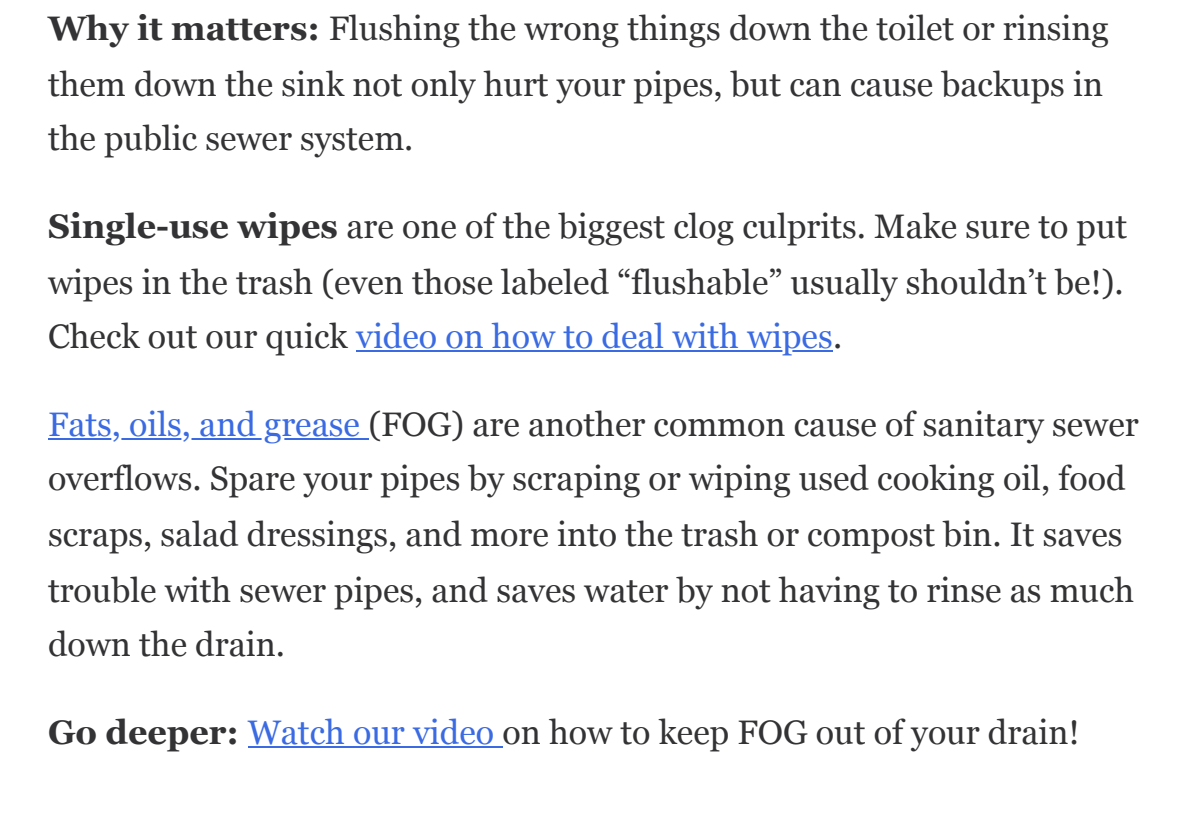 Why it matters: Flushing the wrong things down the toilet or rinsing
them down the sink not only hurt your pipes, but can cause backups in
the public sewer system.
Single-use wipes are one of the biggest clog culprits. Make sure to put
wipes in the trash (even those labeled “flushable” usually shouldn’t be!).
Check out our quick video on how to deal with wipes.
Fats, oils, and grease (FOG) are another common cause of sanitary sewer
overflows. Spare your pipes by scraping or wiping used cooking oil, food
scraps, salad dressings, and more into the trash or compost bin. It saves
trouble with sewer pipes, and saves water by not having to rinse as much
down the drain.
Go deeper: Watch our video on how to keep FOG out of your drain!